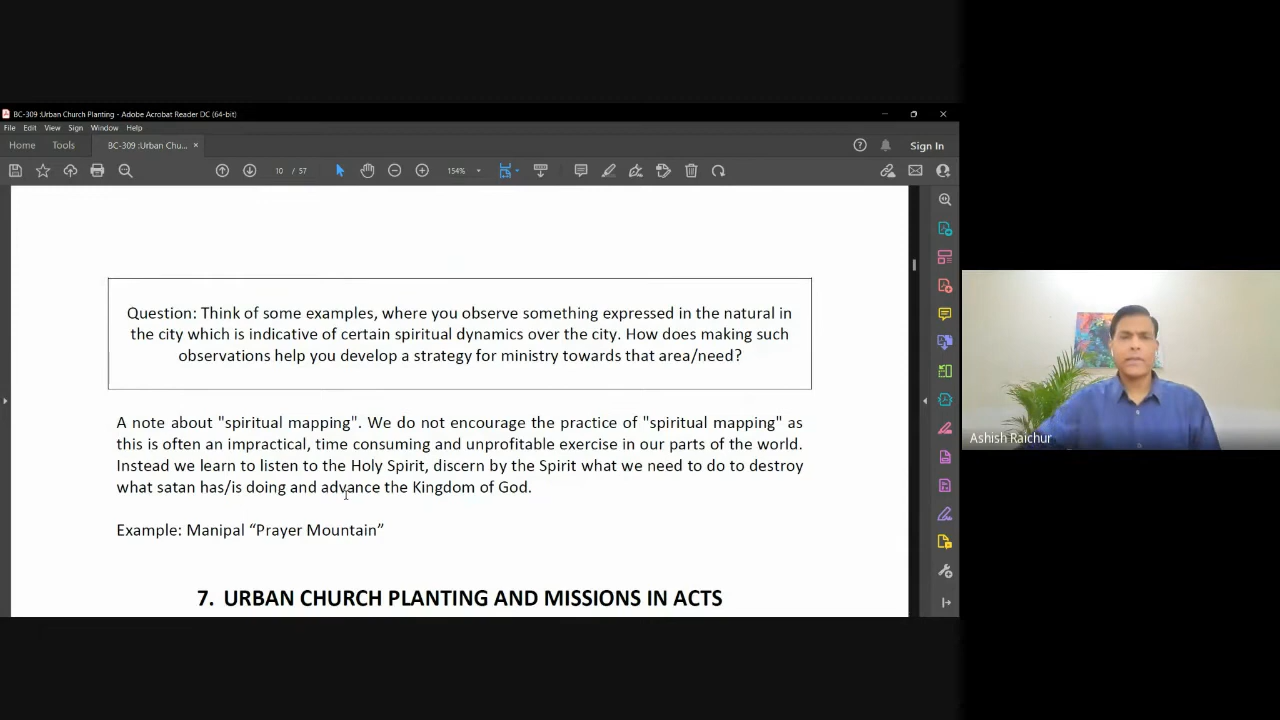 BC-309 :Urban Church Planting - Adobe Acrobat Reader DC (64-bit)
File Edit View Sign Window Help
Home Tools BC-309 :Urban Chu... × Sign In
10 / 57 154%
Question: Think of some examples, where you observe something expressed in the natural in
the city which is indicative of certain spiritual dynamics over the city. How does making such
observations help you develop a strategy for ministry towards that area/need?
A note about "spiritual mapping". We do not encourage the practice of "spiritual mapping" as
this is often an impractical, time consuming and unprofitable exercise in our parts of the world.
Instead we learn to listen to the Holy Spirit, discern by the Spirit what we need to do to destroy
what satan has/is doing and advance the Kingdom of God.
Example: Manipal “Prayer Mountain”
7. URBAN CHURCH PLANTING AND MISSIONS IN ACTS
Ashish Raichur